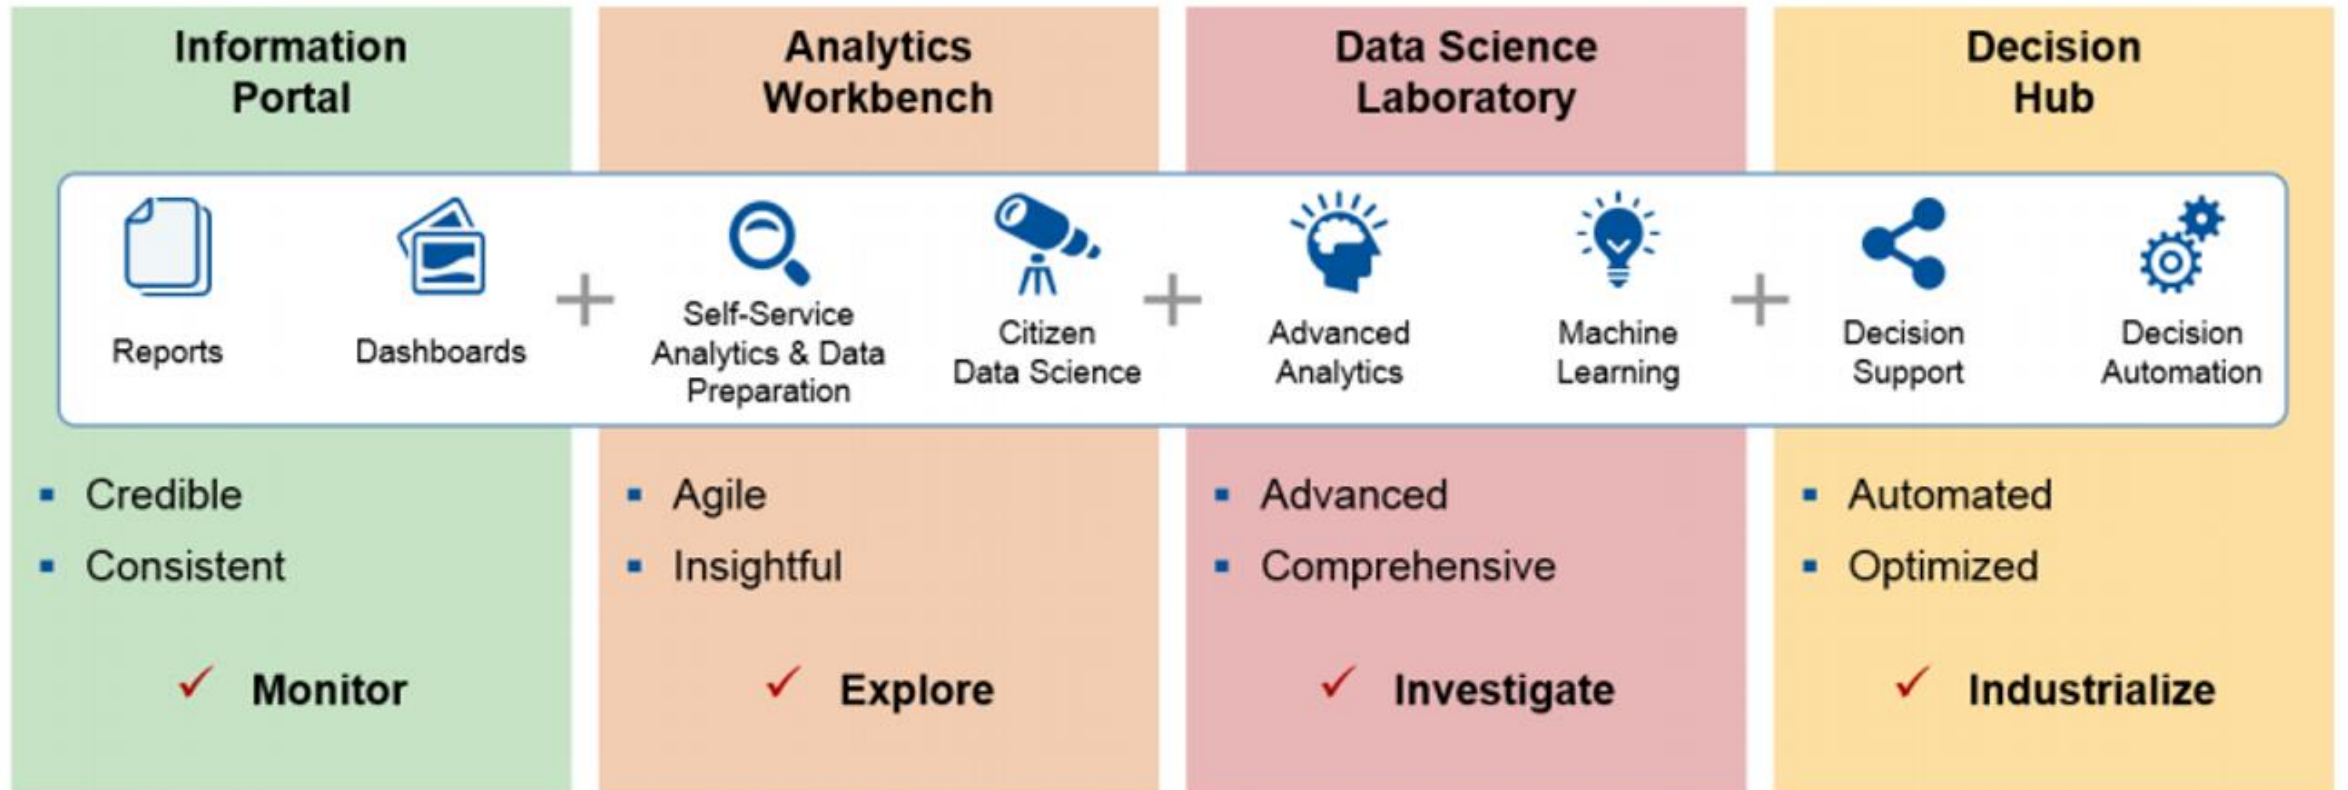 Information
Portal
Analytics
Workbench
Data Science
Laboratory
Decision
Hub
Reports
Dashboards
Self-Service
Analytics & Data
Preparation
Citizen
Data Science
Advanced
Analytics
Machine
Learning
Decision
Support
Decision
Automation
Credible
Consistent
Monitor
Agile
Insightful
Explore
Advanced
Comprehensive
Investigate
Automated
Optimized
Industrialize